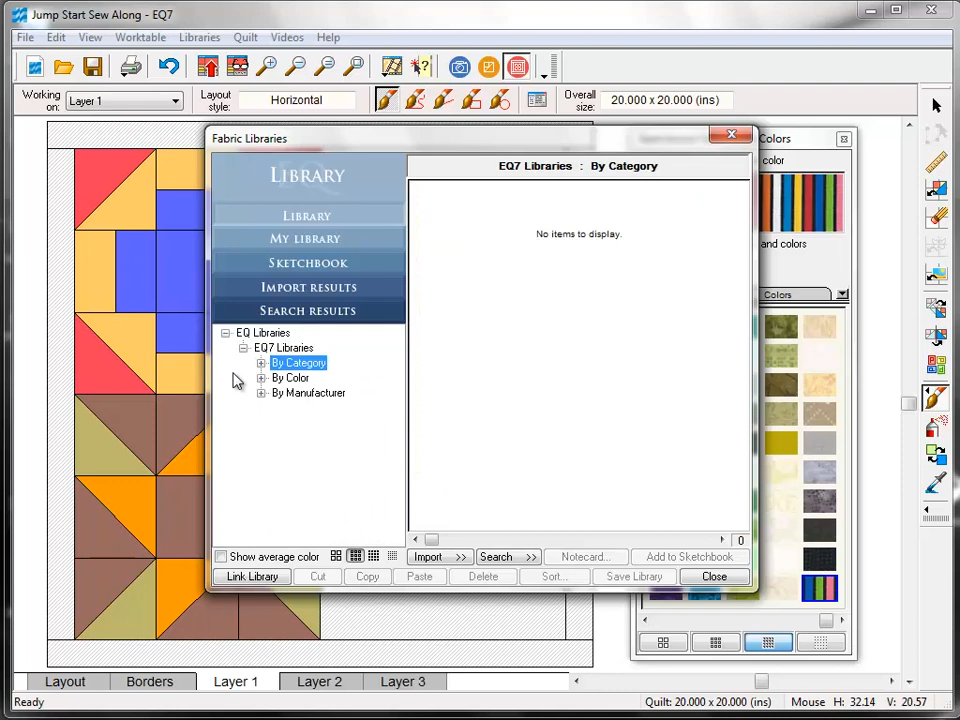 Jump Start Sew Along - EQ7
File Edit View Worktable Libraries Quilt Videos Help
Working on: Layer 1 Layout style: Horizontal Overall size: 20.000 x 20.000 (ins)
Fabric Libraries
Colors
color
and colors
Colors
LIBRARY
LIBRARY
MY LIBRARY
SKETCHBOOK
IMPORT RESULTS
SEARCH RESULTS
EQ7 Libraries : By Category
No items to display.
EQ Libraries
EQ7 Libraries
By Category
By Color
By Manufacturer
0
Show average color Import >> Search >> Notecard... Add to Sketchbook
Link Library Cut Copy Paste Delete Sort... Save Library Close
Layout Borders Layer 1 Layer 2 Layer 3
Ready Quilt: 20.000 x 20.000 (ins) Mouse H: 32.14 V: 20.57